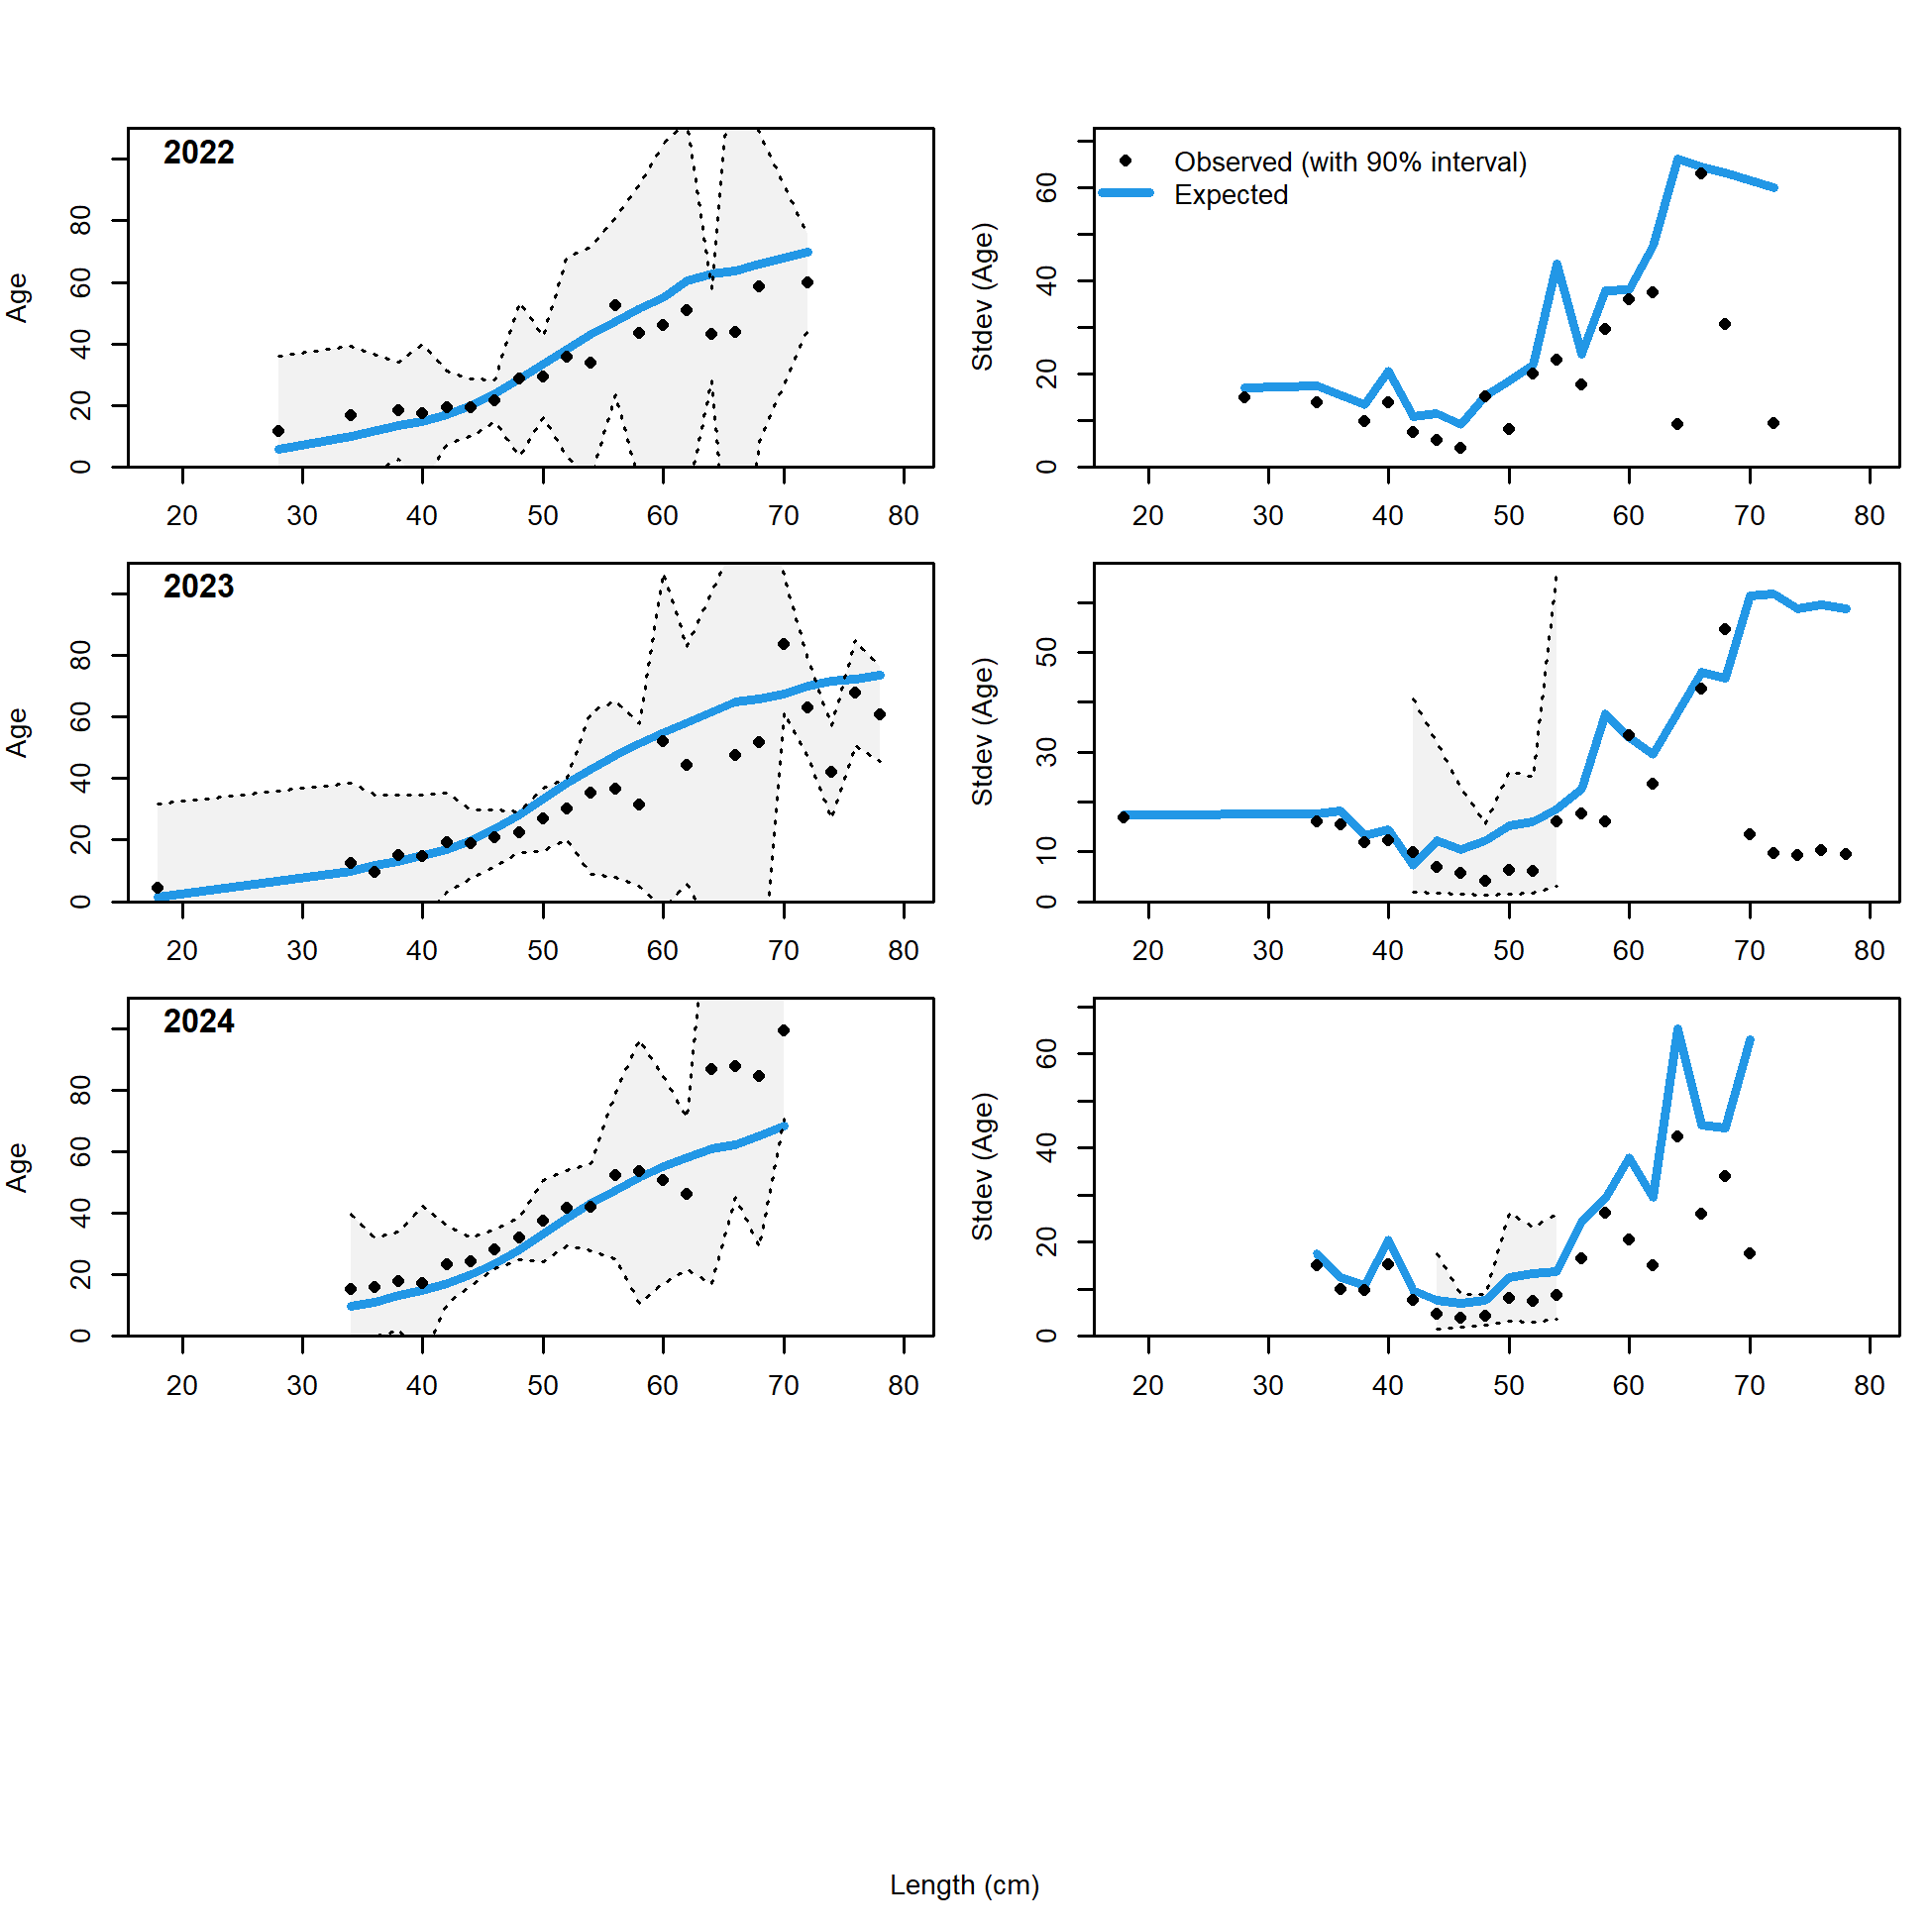 2022
Age
0 20 40 60 80
20 30 40 50 60 70 80
Observed (with 90% interval)
Expected
Stdev (Age)
0 20 40 60
20 30 40 50 60 70 80
2023
Age
0 20 40 60 80
20 30 40 50 60 70 80
Stdev (Age)
0 10 30 50
20 30 40 50 60 70 80
2024
Age
0 20 40 60 80
20 30 40 50 60 70 80
Stdev (Age)
0 20 40 60
20 30 40 50 60 70 80
Length (cm)